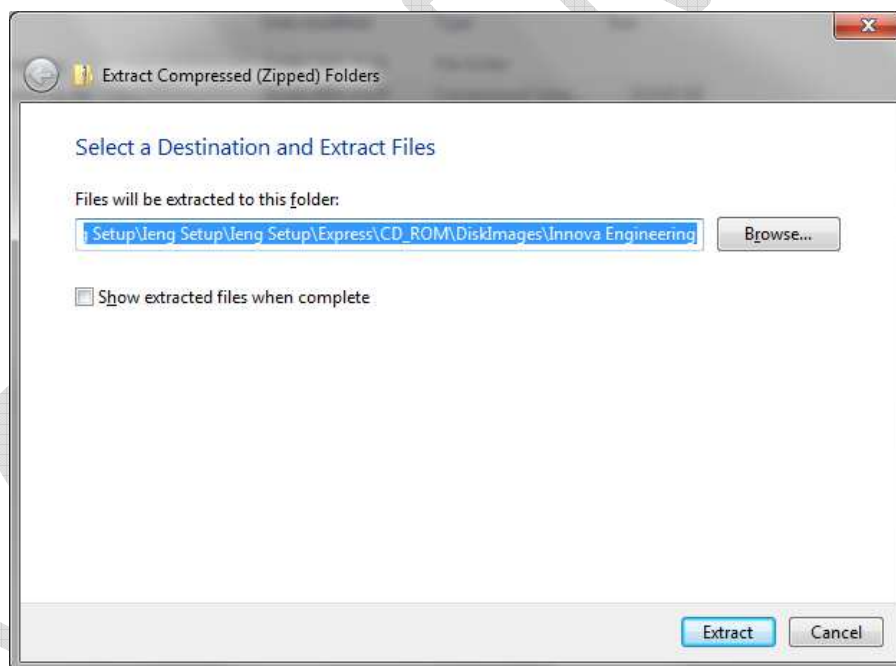 Extract Compressed (Zipped) Folders
Select a Destination and Extract Files
Files will be extracted to this folder:
Setup\Ieng Setup\Ieng Setup\Express\CD_ROM\DiskImages\Innova Engineering
Browse...
Show extracted files when complete
Extract
Cancel